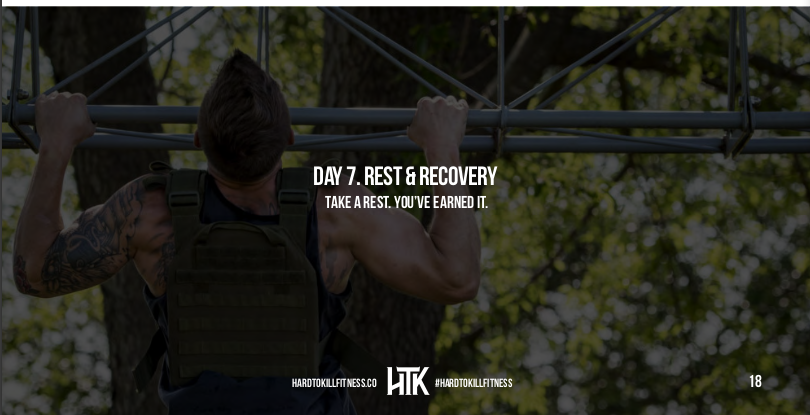 DAY 7. REST & RECOVERY
TAKE A REST. YOU'VE EARNED IT.
HARDTOKILLFITNESS.CO HTK #HARDTOKILLFITNESS
18